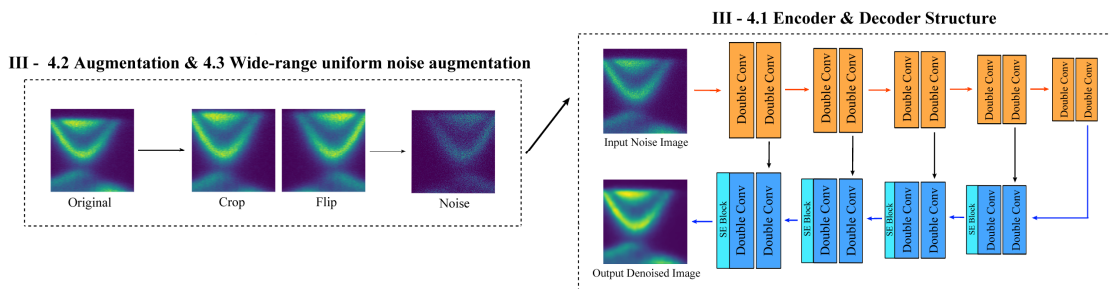 III - 4.2 Augmentation & 4.3 Wide-range uniform noise augmentation
Original
Crop
Flip
Noise
III - 4.1 Encoder & Decoder Structure
Input Noise Image
Double Conv
Double Conv
Double Conv
Double Conv
Double Conv
Double Conv
Double Conv
Double Conv
Double Conv
Double Conv
Output Denoised Image
SE Block
Double Conv
Double Conv
SE Block
Double Conv
Double Conv
SE Block
Double Conv
Double Conv
SE Block
Double Conv
Double Conv